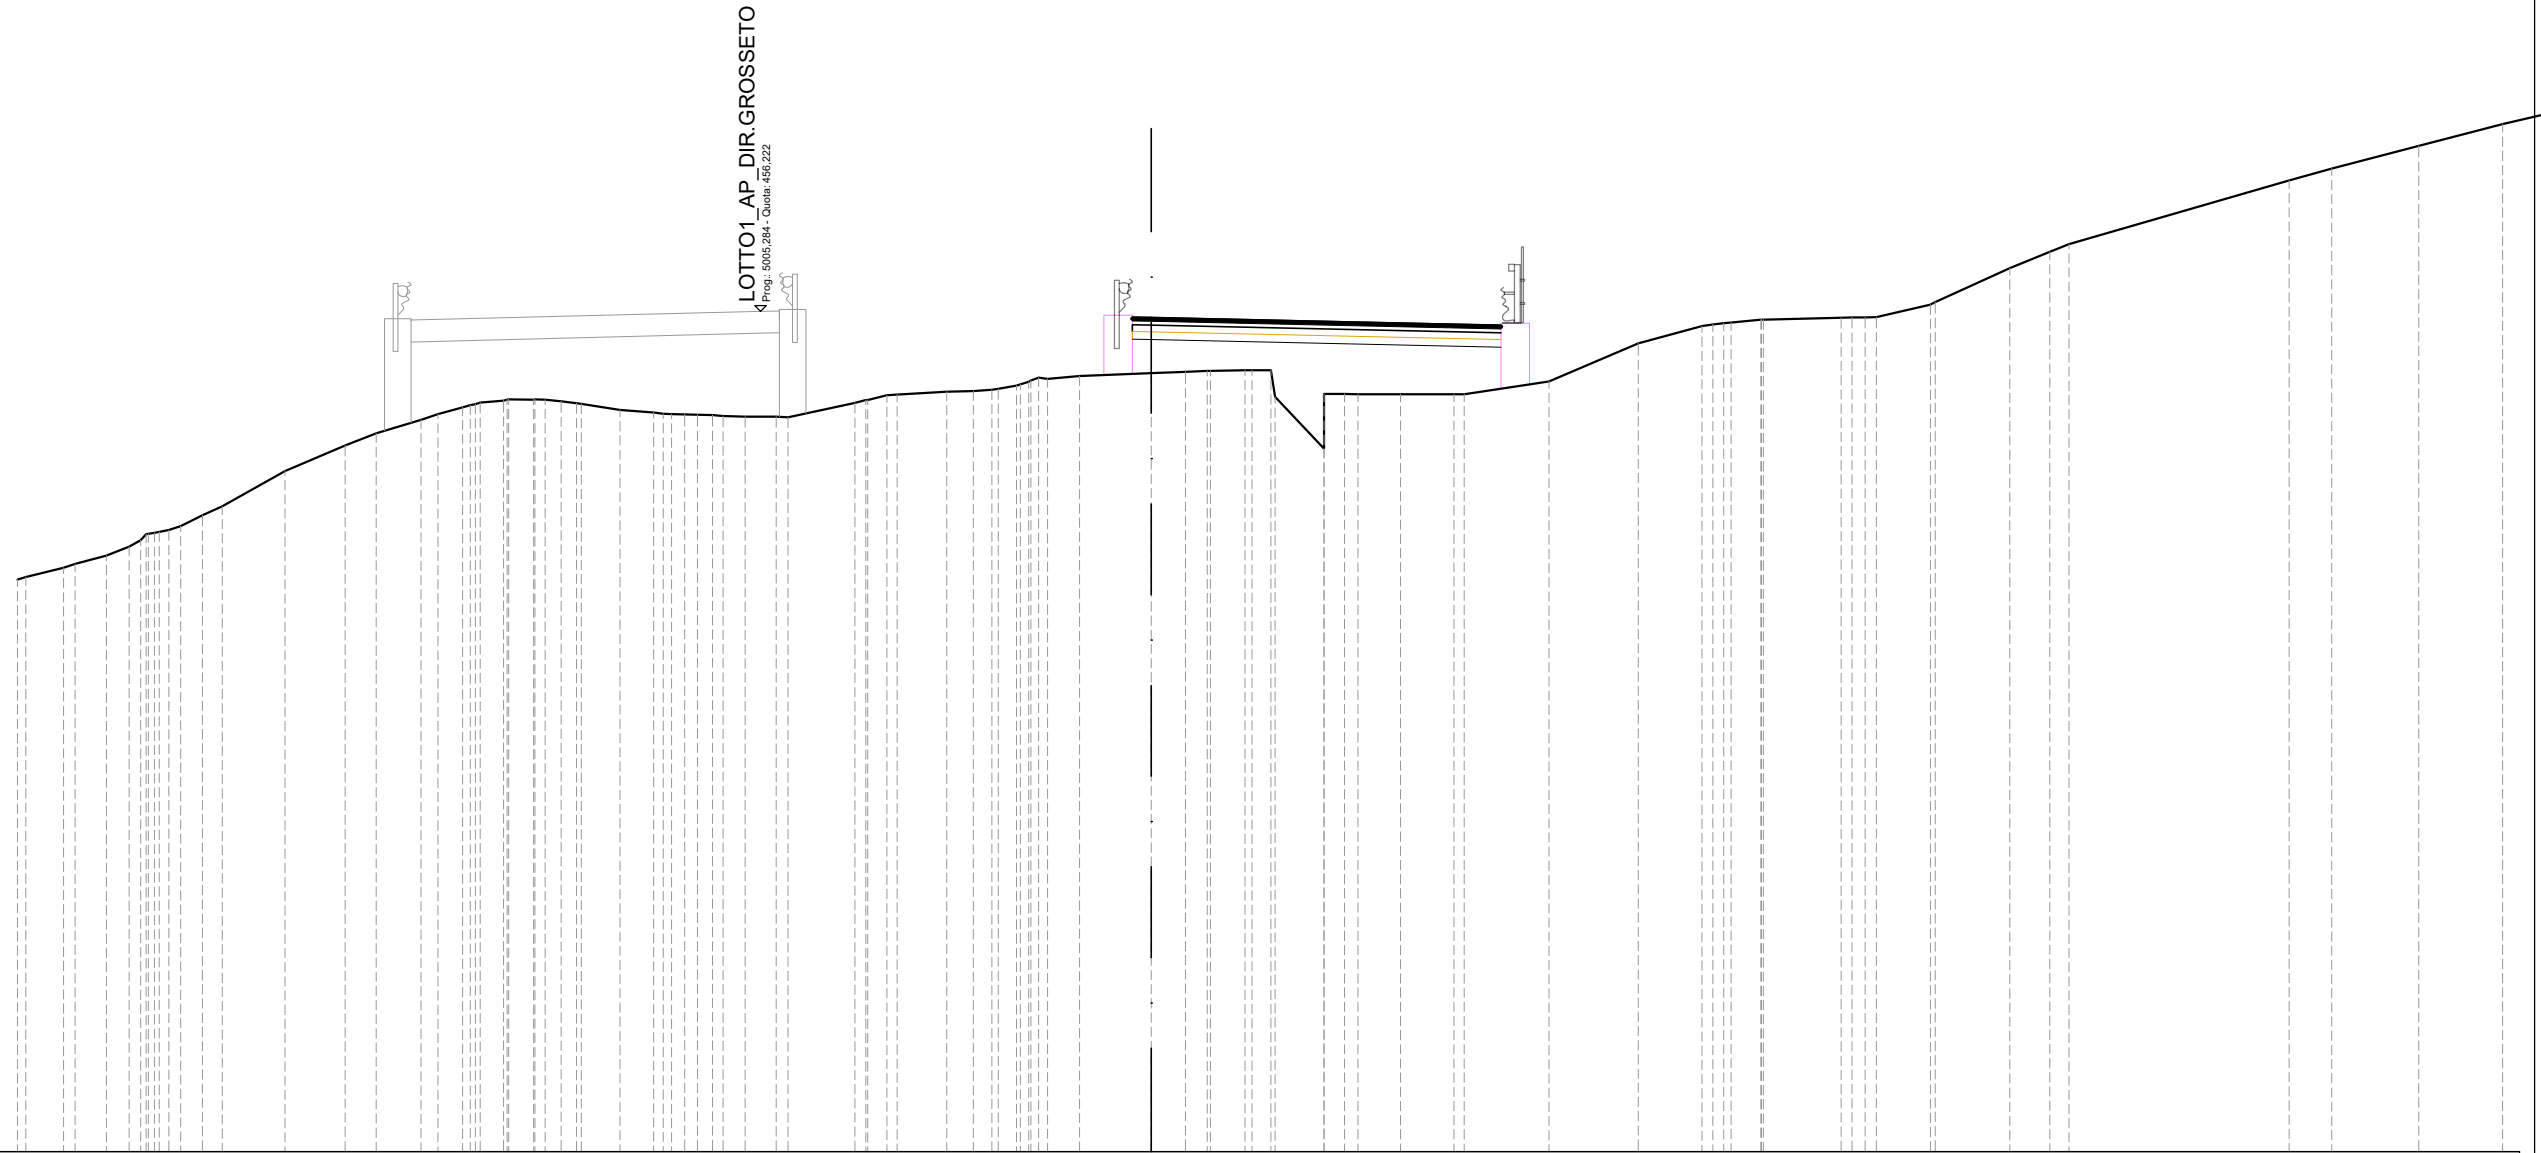 LOTTO1_AP_DIR.GROSSETO
Prog.: 5005,284 - Quota: 456,222